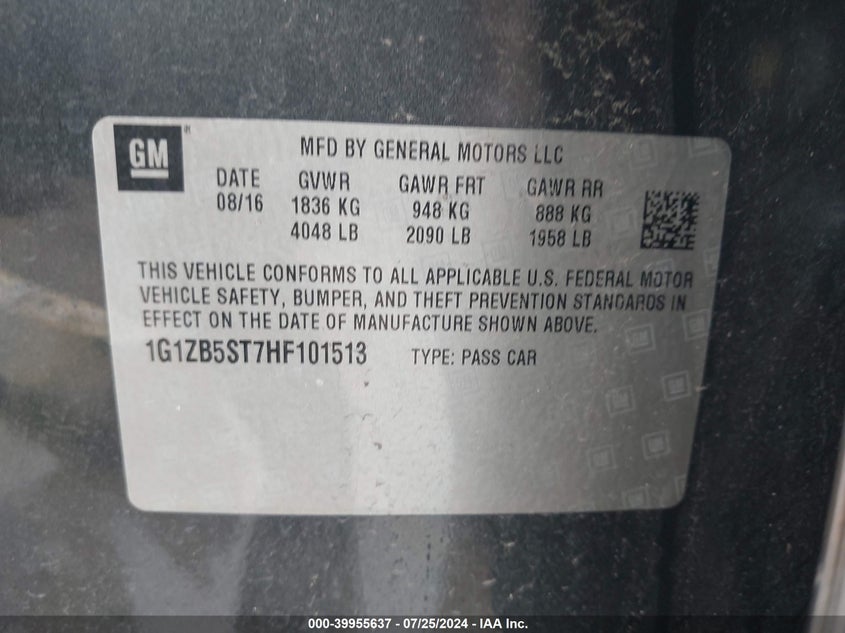 GM
MFD BY GENERAL MOTORS LLC
DATE GVWR GAWR FRT GAWR RR
08/16 1836 KG 948 KG 888 KG
4048 LB 2090 LB 1958 LB
THIS VEHICLE CONFORMS TO ALL APPLICABLE U.S. FEDERAL MOTOR
VEHICLE SAFETY, BUMPER, AND THEFT PREVENTION STANDARDS IN
EFFECT ON THE DATE OF MANUFACTURE SHOWN ABOVE.
1G1ZB5ST7HF101513 TYPE: PASS CAR
000-39955637 - 07/25/2024 - IAA Inc.